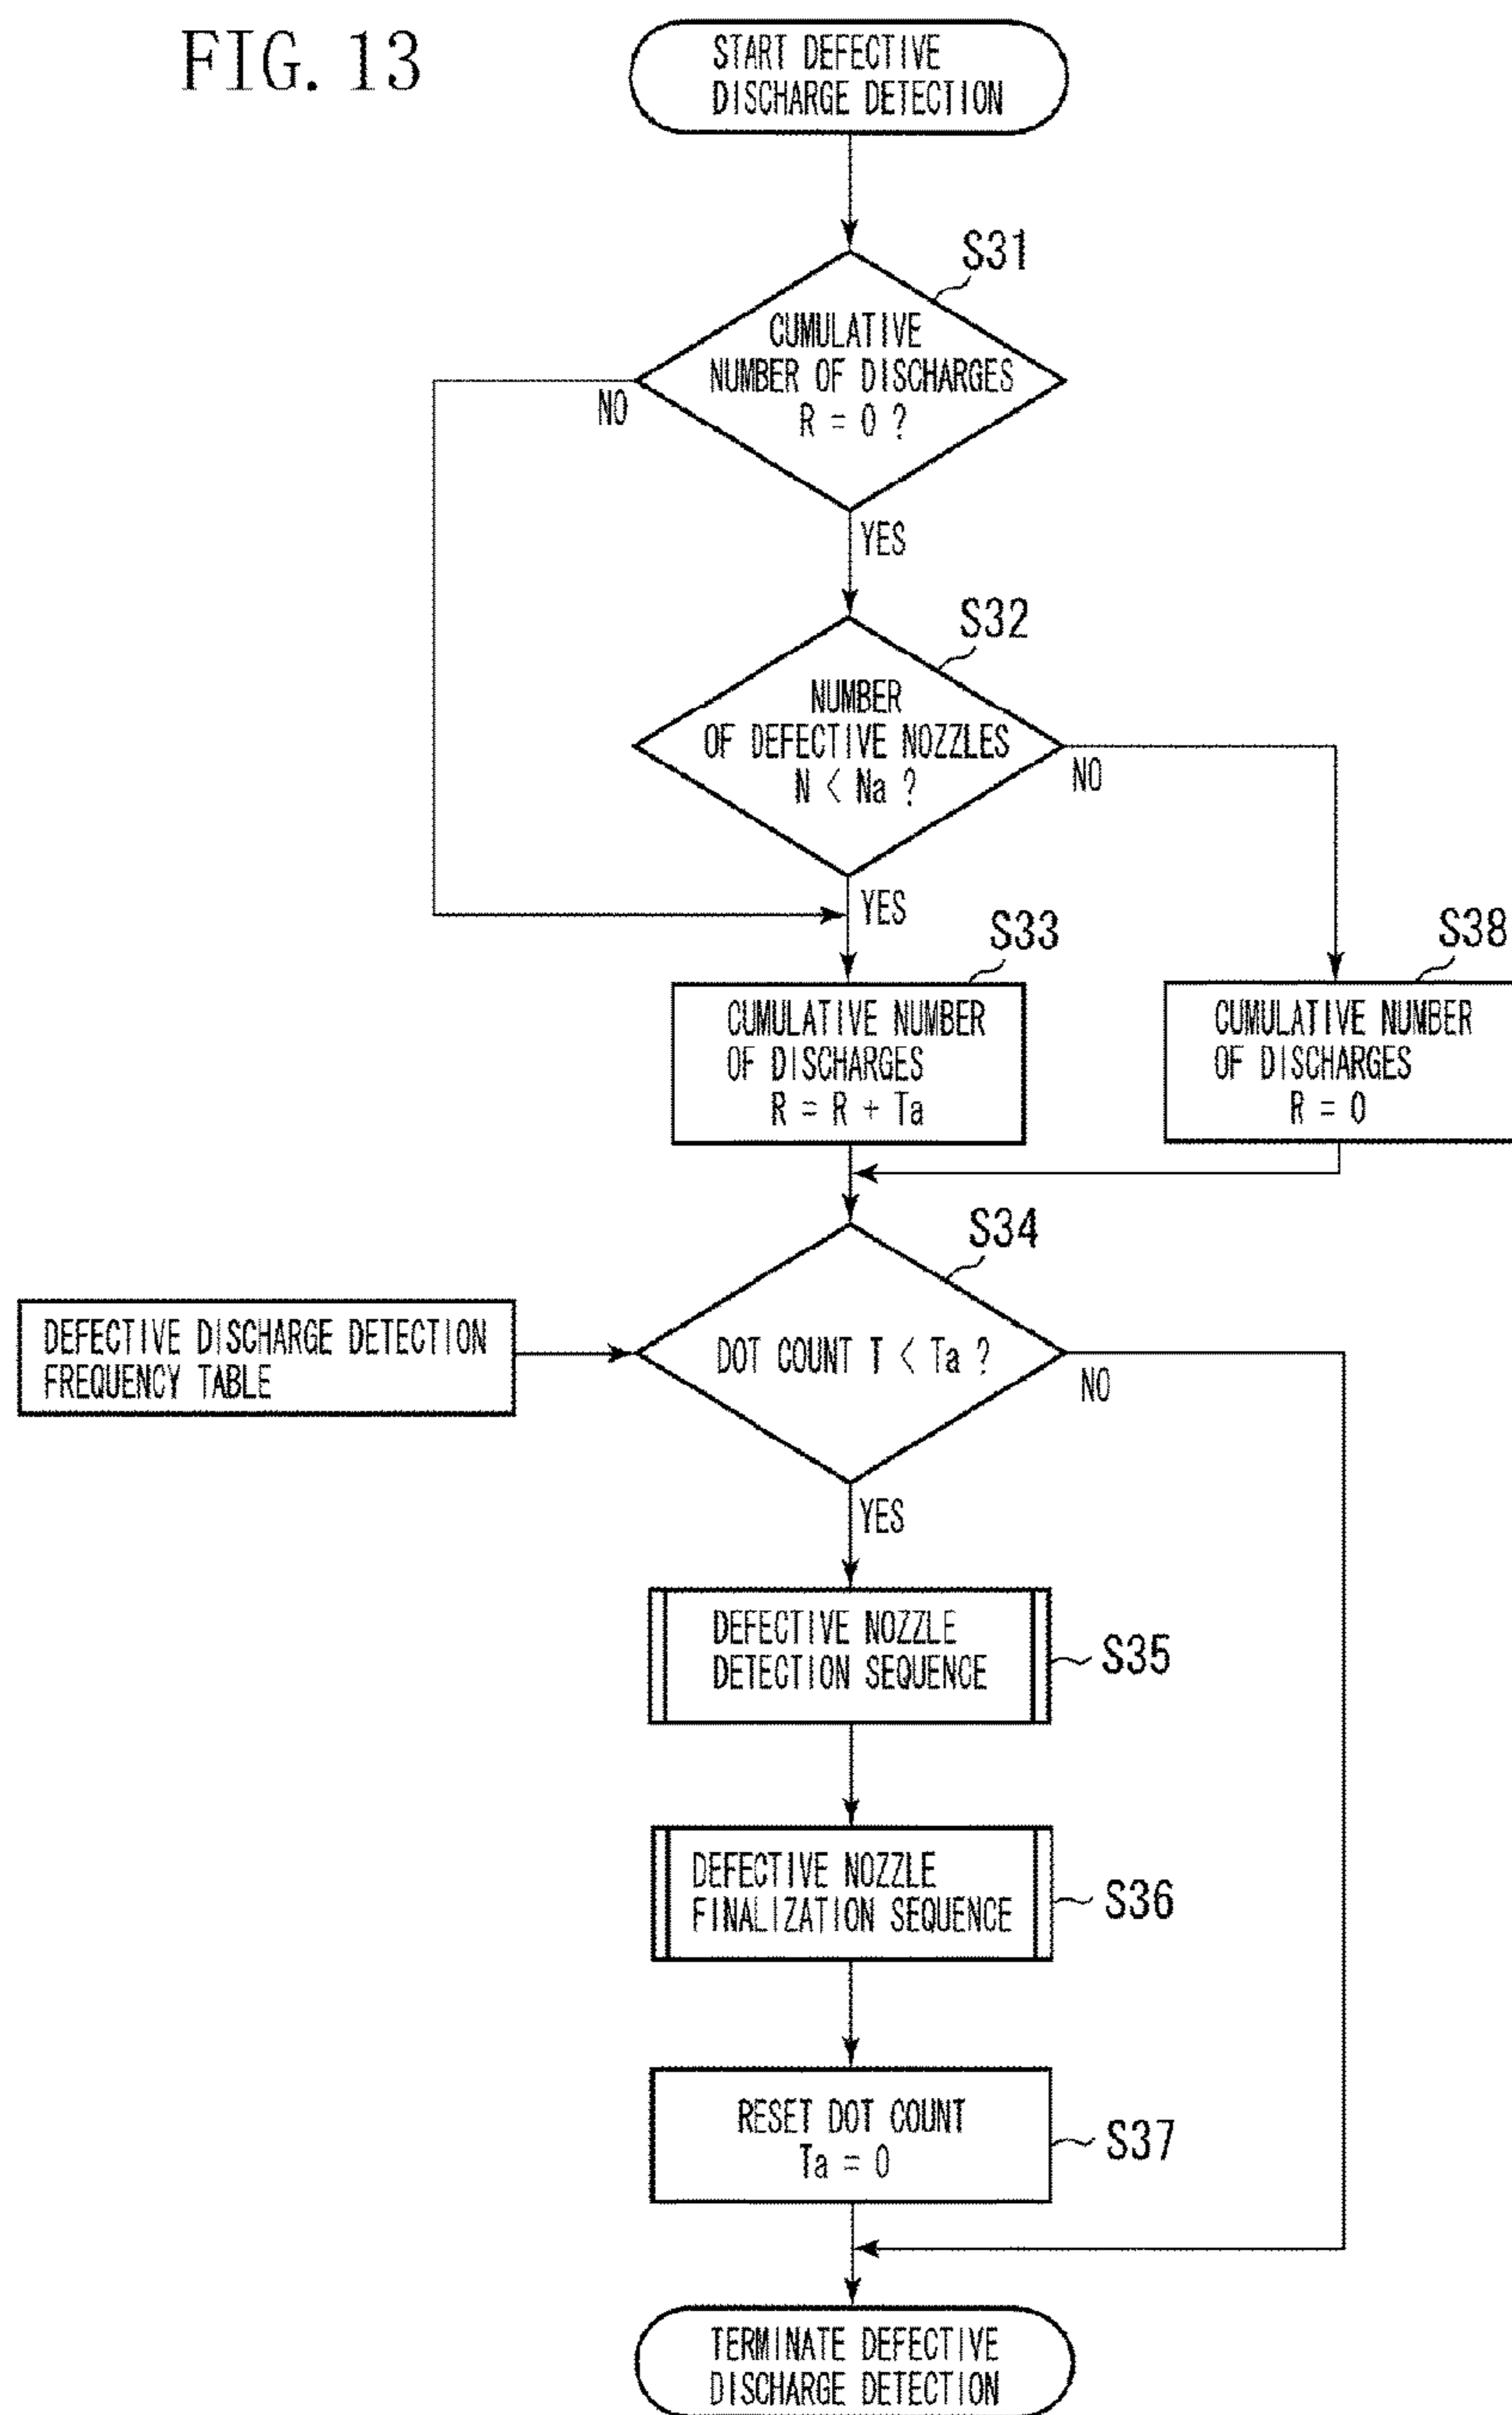 FIG. 13
START DEFECTIVE
DISCHARGE DETECTION
S31
CUMULATIVE
NUMBER OF DISCHARGES
R = 0 ?
NO
YES
S32
NUMBER
OF DEFECTIVE NOZZLES
N < Na ?
NO
YES
S33
CUMULATIVE NUMBER
OF DISCHARGES
R = R + Ta
S38
CUMULATIVE NUMBER
OF DISCHARGES
R = 0
S34
DEFECTIVE DISCHARGE DETECTION
FREQUENCY TABLE
DOT COUNT T < Ta ?
NO
YES
DEFECTIVE NOZZLE
DETECTION SEQUENCE
S35
DEFECTIVE NOZZLE
FINALIZATION SEQUENCE
S36
RESET DOT COUNT
Ta = 0
S37
TERMINATE DEFECTIVE
DISCHARGE DETECTION